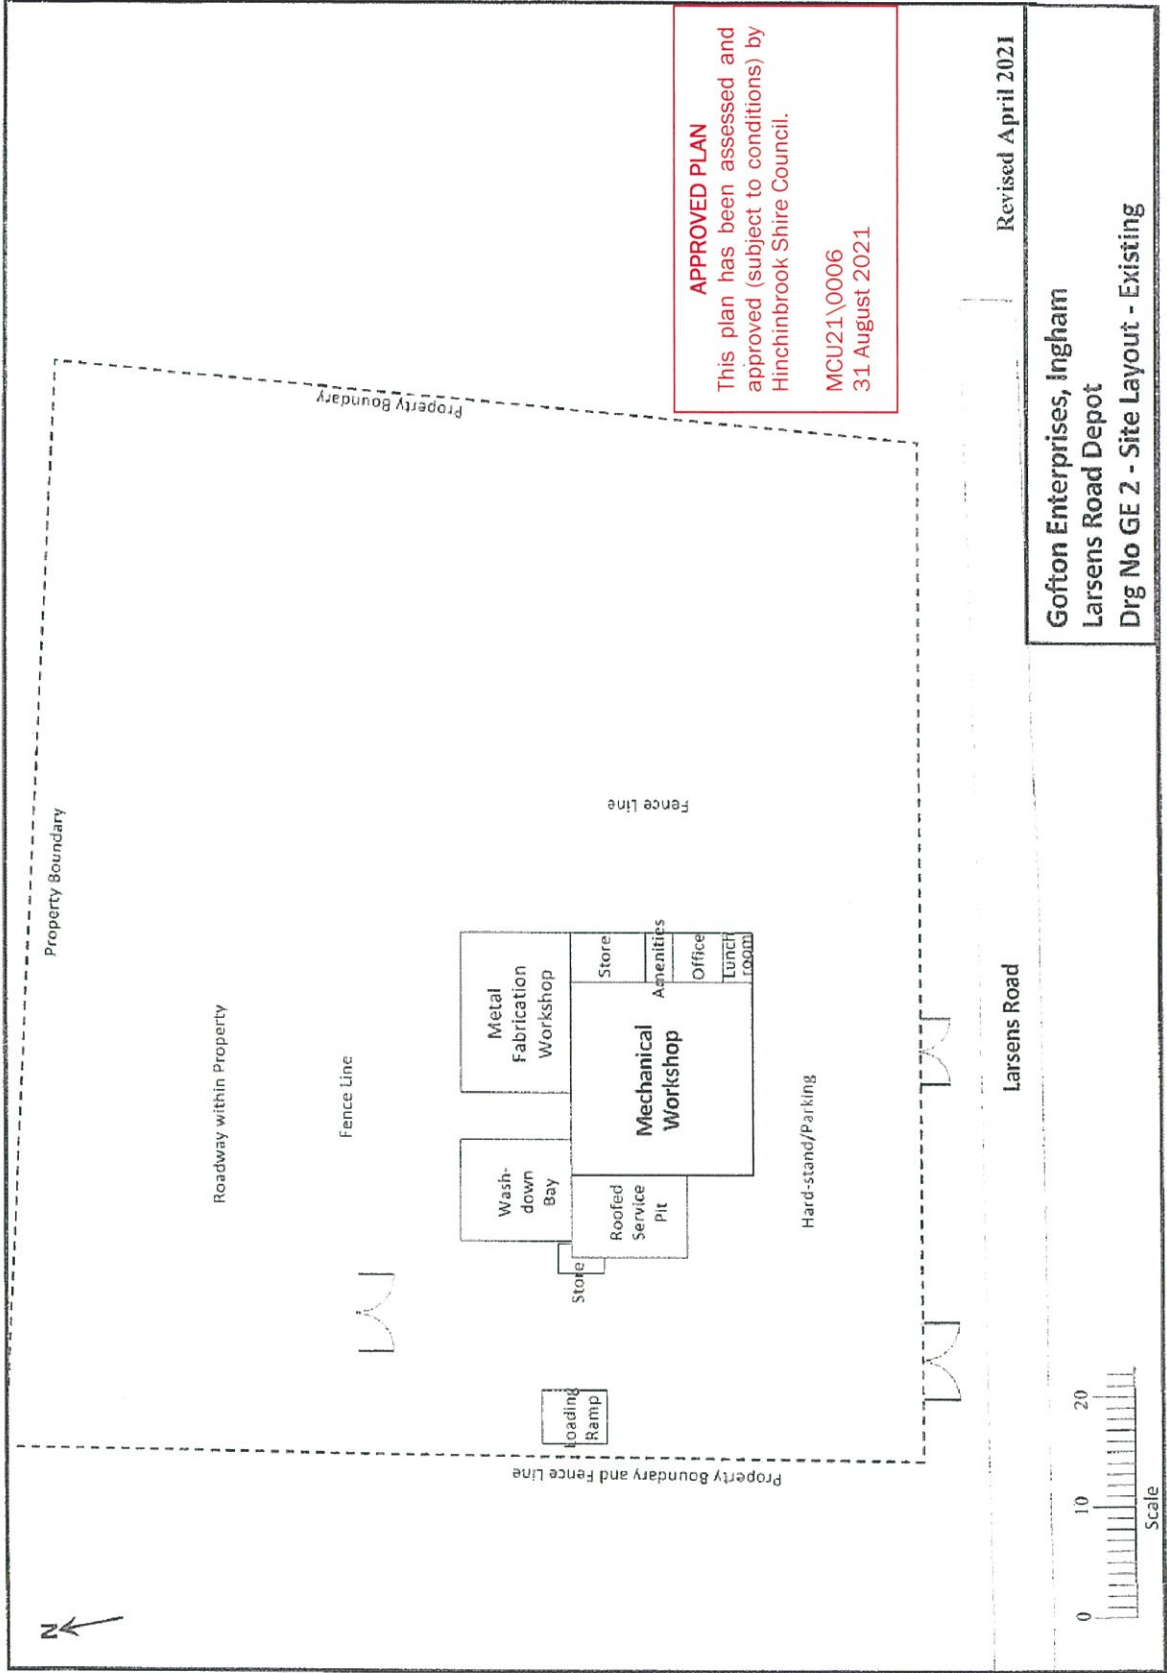 N
Property Boundary
Property Boundary
Roadway within Property
Fence Line
Fence Line
Metal
Fabrication
Workshop
Wash-
down
Bay
Store
Amenities
Office
Lunch
room
Mechanical
Workshop
Roofed
Service
Pit
Store
Loading
Ramp
Property Boundary and Fence Line
Hard-stand/Parking
Larsens Road
APPROVED PLAN
This plan has been assessed and
approved (subject to conditions) by
Hinchinbrook Shire Council.
MCU21\0006
31 August 2021
Revised April 2021
0 10 20
Scale
Gofton Enterprises, Ingham
Larsens Road Depot
Drg No GE 2 - Site Layout - Existing